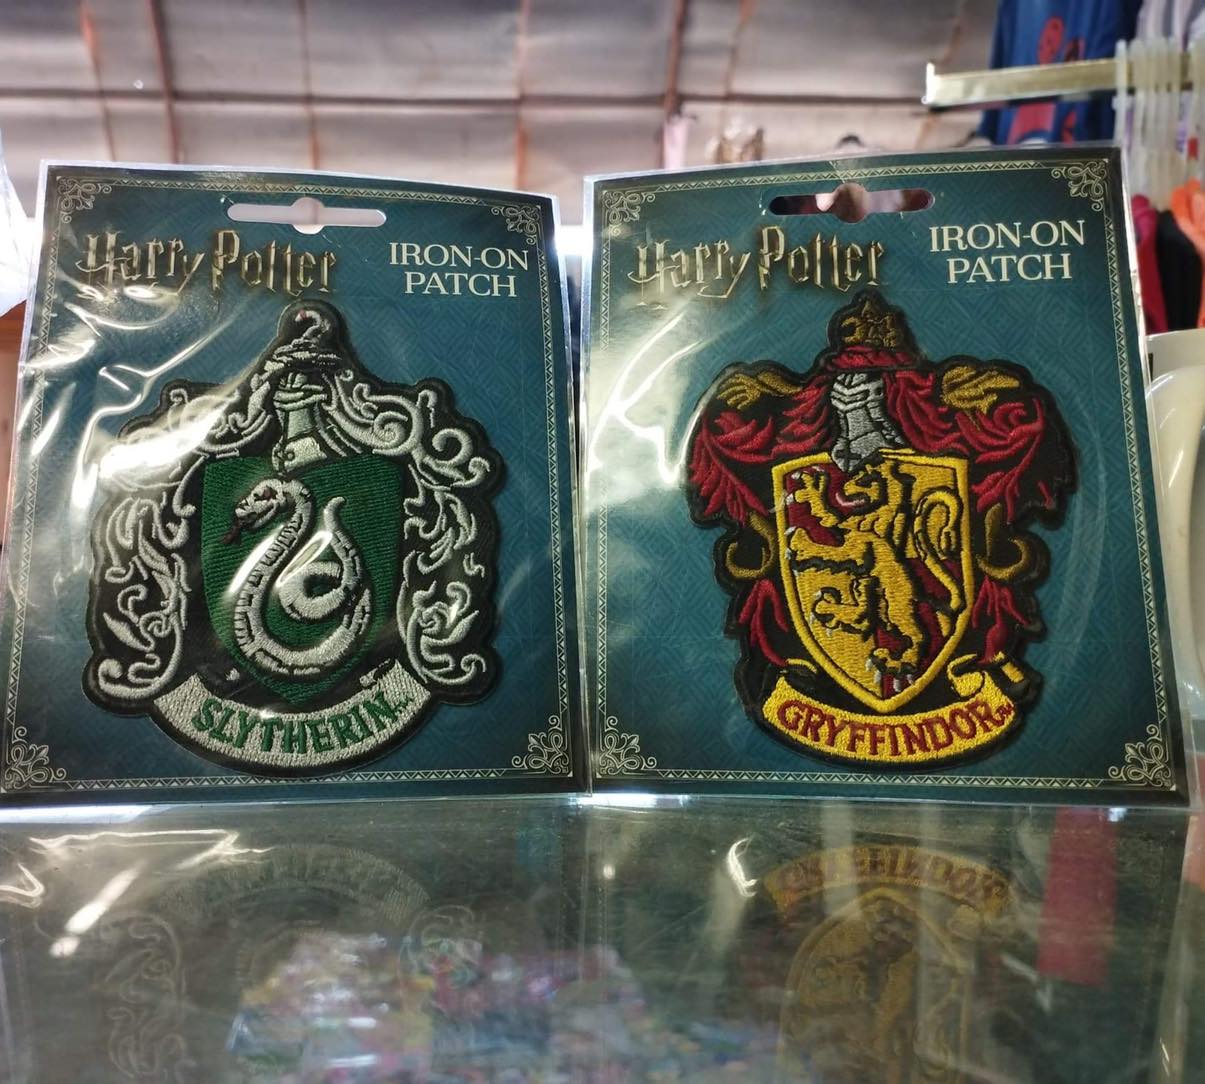 Harry Potter
IRON-ON
PATCH
SLYTHERIN
Harry Potter
IRON-ON
PATCH
GRYFFINDOR